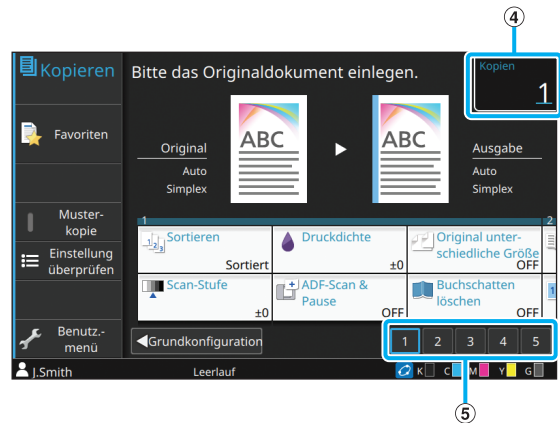 ④
Kopieren
Bitte das Originaldokument einlegen.
Kopien
1
Favoriten
Original
Auto
Simplex
ABC
ABC
Ausgabe
Auto
Simplex
Muster-
kopie
Einstellung
überprüfen
Benutz.-
menü
1
2
Sortieren
Sortiert
Druckdichte
±0
Original unter-
schiedliche Größe
OFF
Scan-Stufe
±0
ADF-Scan &
Pause
OFF
Buchschatten
löschen
OFF
Grundkonfiguration
1 2 3 4 5
J.Smith
Leerlauf
K C M Y G
⑤